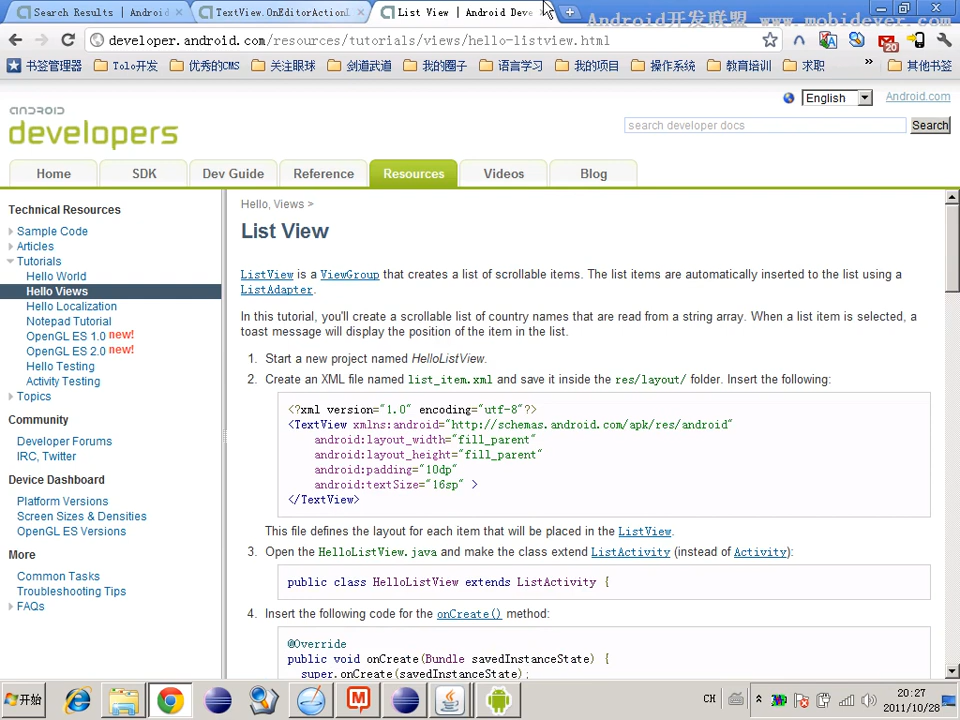 Search Results | Android
TextView.OnEditorActionL
List View | Android Deve
Android开发联盟 www.mobidever.com
developer.android.com/resources/tutorials/views/hello-listview.html
20
书签管理器 Tolo开发 优秀的CMS 关注眼球 剑道武道 我的圈子 语言学习 我的项目 操作系统 教育培训 求职 » 其他书签
English Android.com
android
developers
search developer docs Search
Home SDK Dev Guide Reference Resources Videos Blog
Technical Resources
Sample Code
Articles
Tutorials
Hello World
Hello Views
Hello Localization
Notepad Tutorial
OpenGL ES 1.0 new!
OpenGL ES 2.0 new!
Hello Testing
Activity Testing
Topics
Community
Developer Forums
IRC, Twitter
Device Dashboard
Platform Versions
Screen Sizes & Densities
OpenGL ES Versions
More
Common Tasks
Troubleshooting Tips
FAQs
Hello, Views >
List View
ListView is a ViewGroup that creates a list of scrollable items. The list items are automatically inserted to the list using a
ListAdapter.
In this tutorial, you'll create a scrollable list of country names that are read from a string array. When a list item is selected, a
toast message will display the position of the item in the list.
1. Start a new project named HelloListView.
2. Create an XML file named list_item.xml and save it inside the res/layout/ folder. Insert the following:
<?xml version="1.0" encoding="utf-8"?>
<TextView xmlns:android="http://schemas.android.com/apk/res/android"
android:layout_width="fill_parent"
android:layout_height="fill_parent"
android:padding="10dp"
android:textSize="16sp" >
</TextView>
This file defines the layout for each item that will be placed in the ListView.
3. Open the HelloListView.java and make the class extend ListActivity (instead of Activity):
public class HelloListView extends ListActivity {
4. Insert the following code for the onCreate() method:
@Override
public void onCreate(Bundle savedInstanceState) {
super.onCreate(savedInstanceState);
开始
CH
20:27
2011/10/28